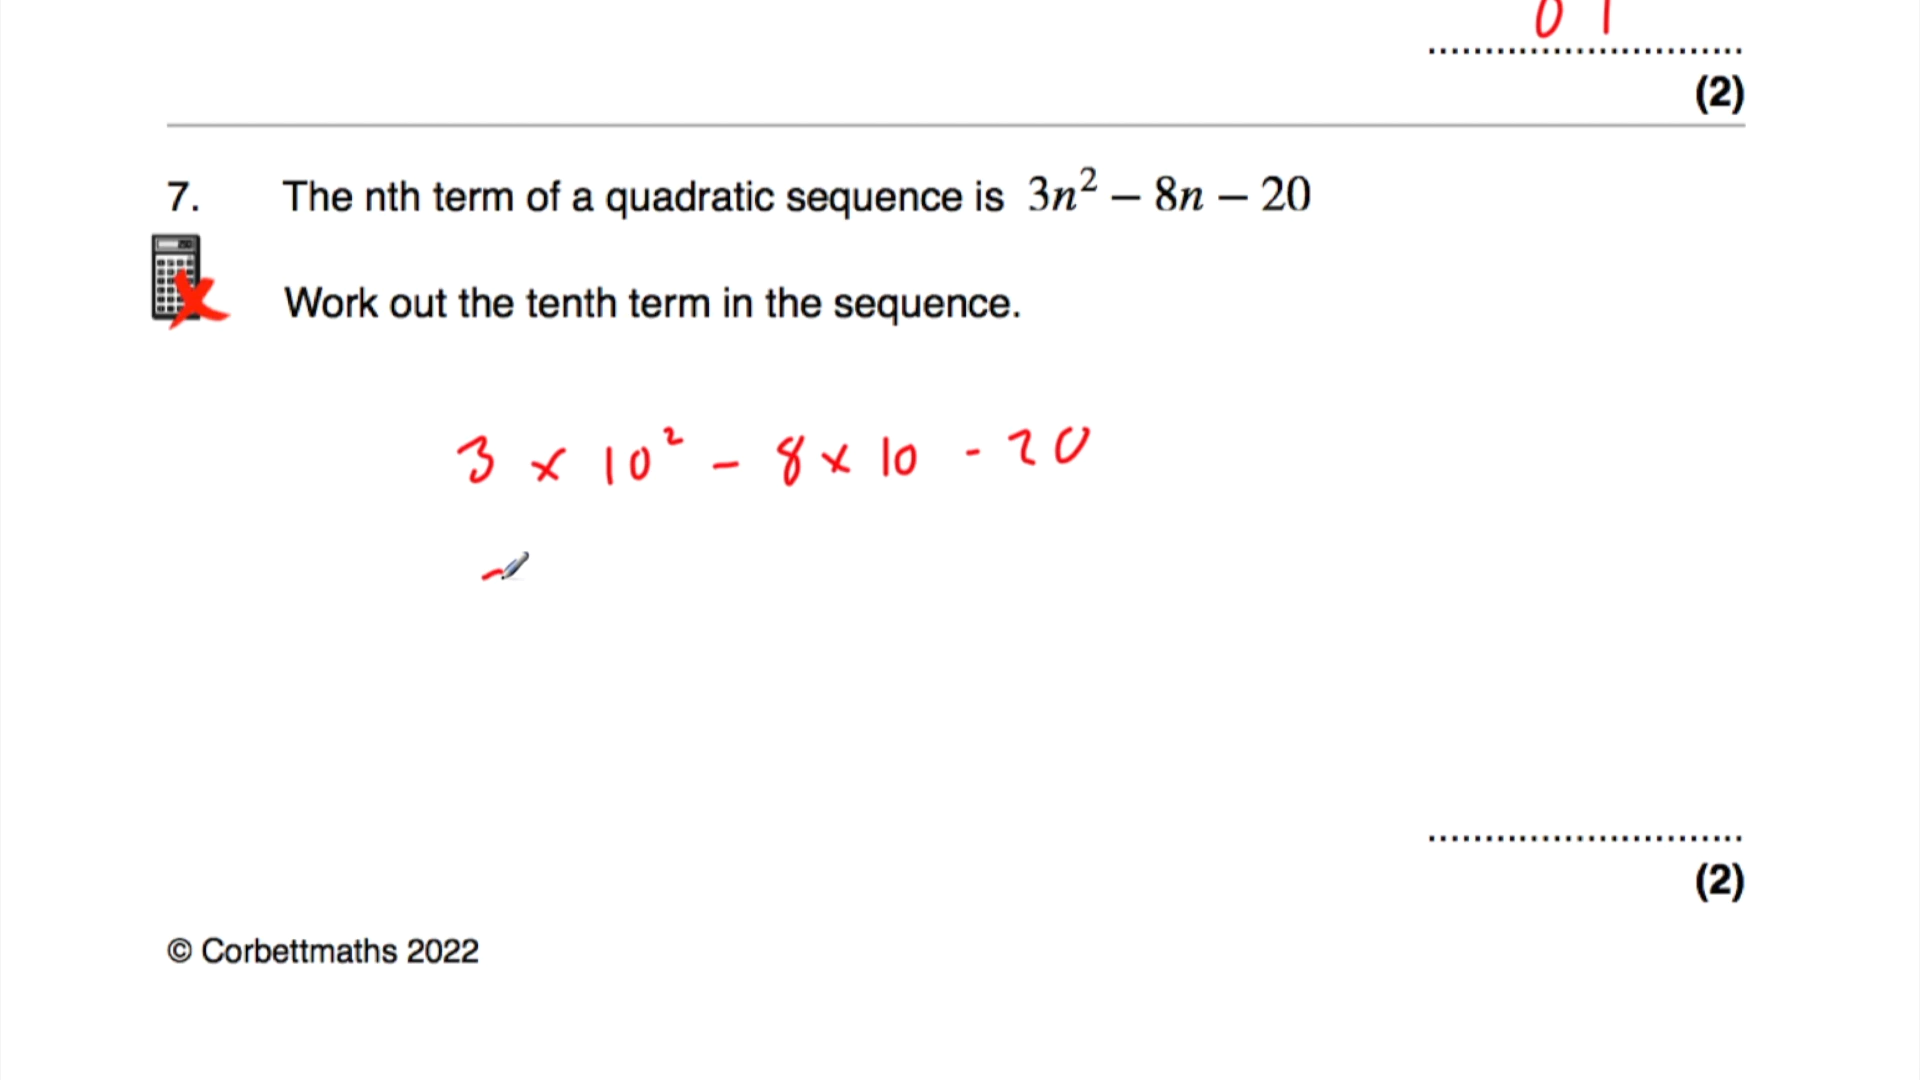 (2)
7. The nth term of a quadratic sequence is 3n² – 8n – 20
Work out the tenth term in the sequence.
3 × 10² - 8 × 10 - 20
(2)
© Corbettmaths 2022